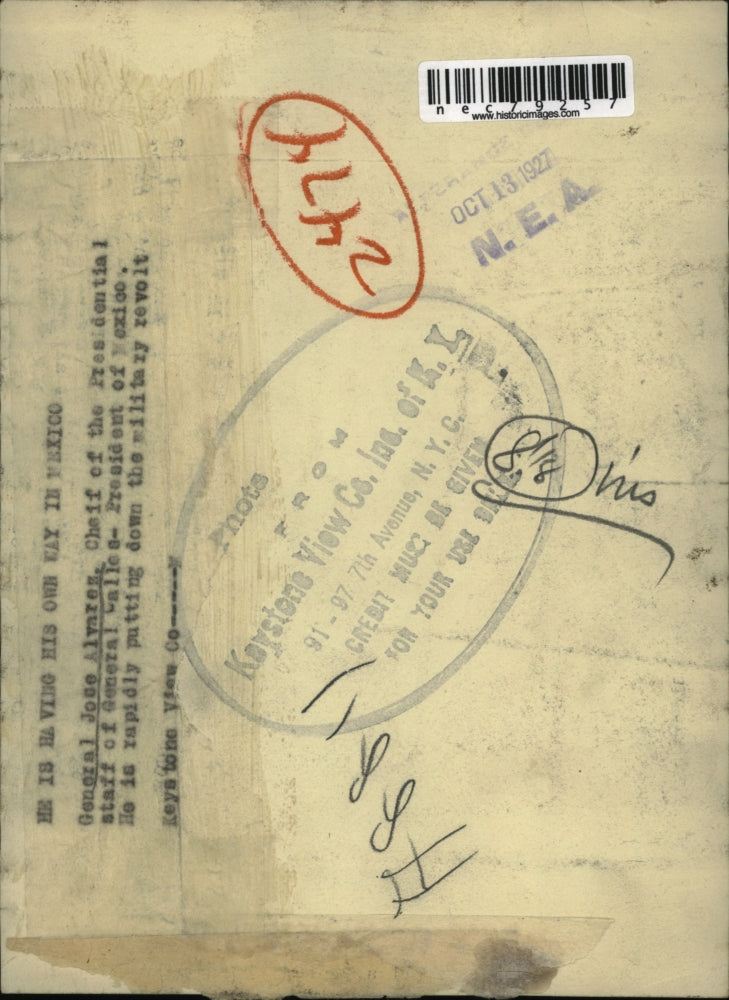 HE IS HAVING HIS OWN WAY IN MEXICO
General Jose Alvarez, Cheif of the Presidential
staff of General Calles- President of Mexico.
He is rapidly putting down the military revolt.
Keystone View Co-----N
necy79257
www.historicimages.com
OCT 13 1927
N. E. A.
Photo
FROM
Keystone View Co. Inc. of N. Y.
91 - 97 7th Avenue, N. Y. C.
CREDIT MUST BE GIVEN
FOR YOUR USE ONLY